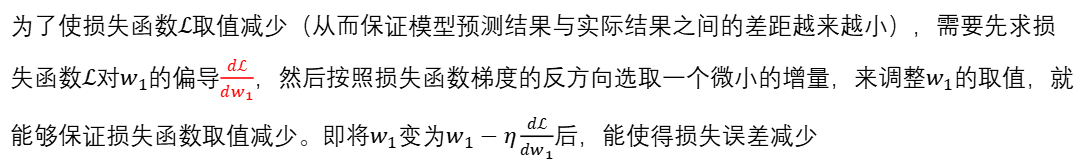 为了使损失函数ℒ取值减少（从而保证模型预测结果与实际结果之间的差距越来越小），需要先求损
失函数ℒ对w₁的偏导dℒ/dw₁，然后按照损失函数梯度的反方向选取一个微小的增量，来调整w₁的取值，就
能够保证损失函数取值减少。即将w₁变为w₁ − η dℒ/dw₁后，能使得损失误差减少